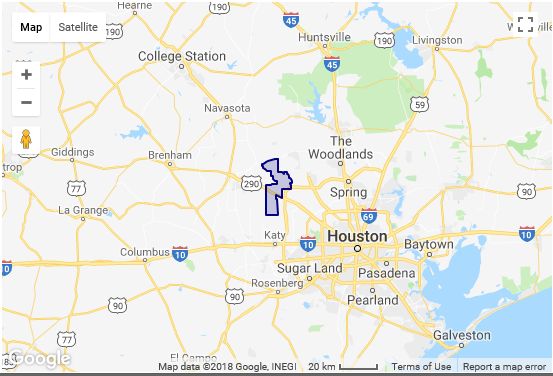 Map Satellite
Hearne
45
Huntsville
190
Livingston
190
Woodville
190
College Station
45
59
Navasota
The
Woodlands
Giddings
Brenham
290
Spring
77
90
La Grange
69
Katy
10
Houston
Baytown
10
Columbus
10
10
Sugar Land
Pasadena
90
Rosenberg
90
Pearland
77
Galveston
El Campo
Google
Map data ©2018 Google, INEGI 20 km Terms of Use Report a map error